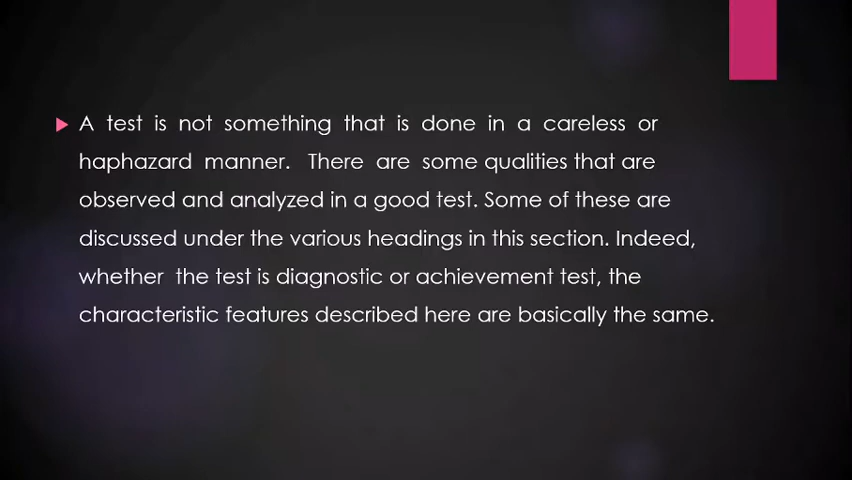 A test is not something that is done in a careless or
haphazard manner. There are some qualities that are
observed and analyzed in a good test. Some of these are
discussed under the various headings in this section. Indeed,
whether the test is diagnostic or achievement test, the
characteristic features described here are basically the same.